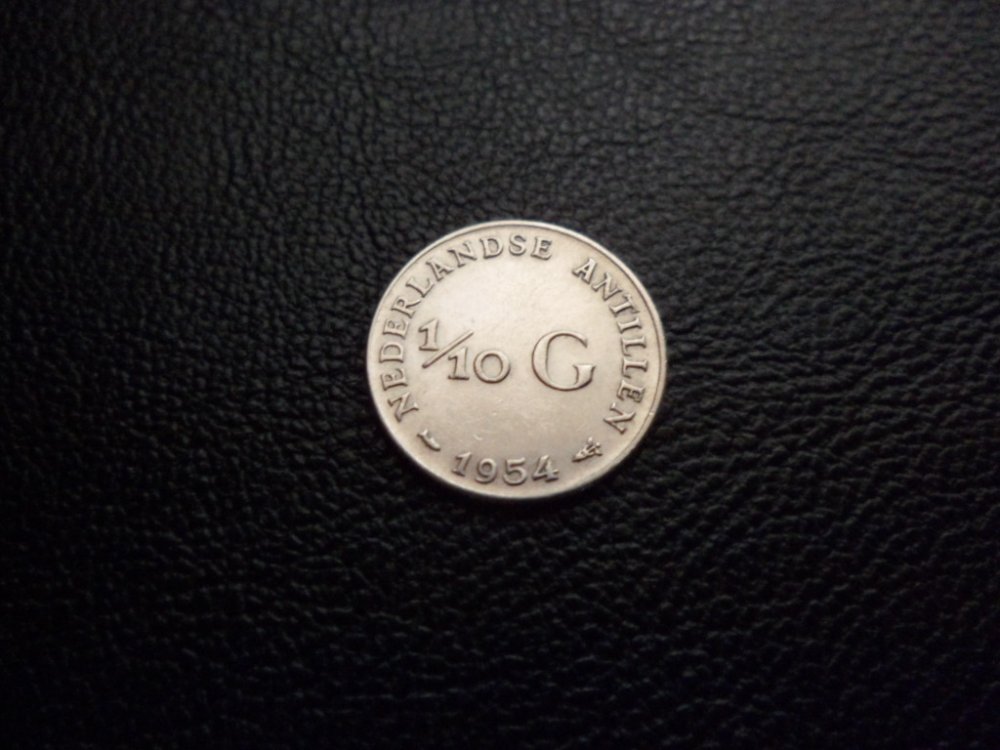 NEDERLANDSE ANTILLEN
1/10 G
1954